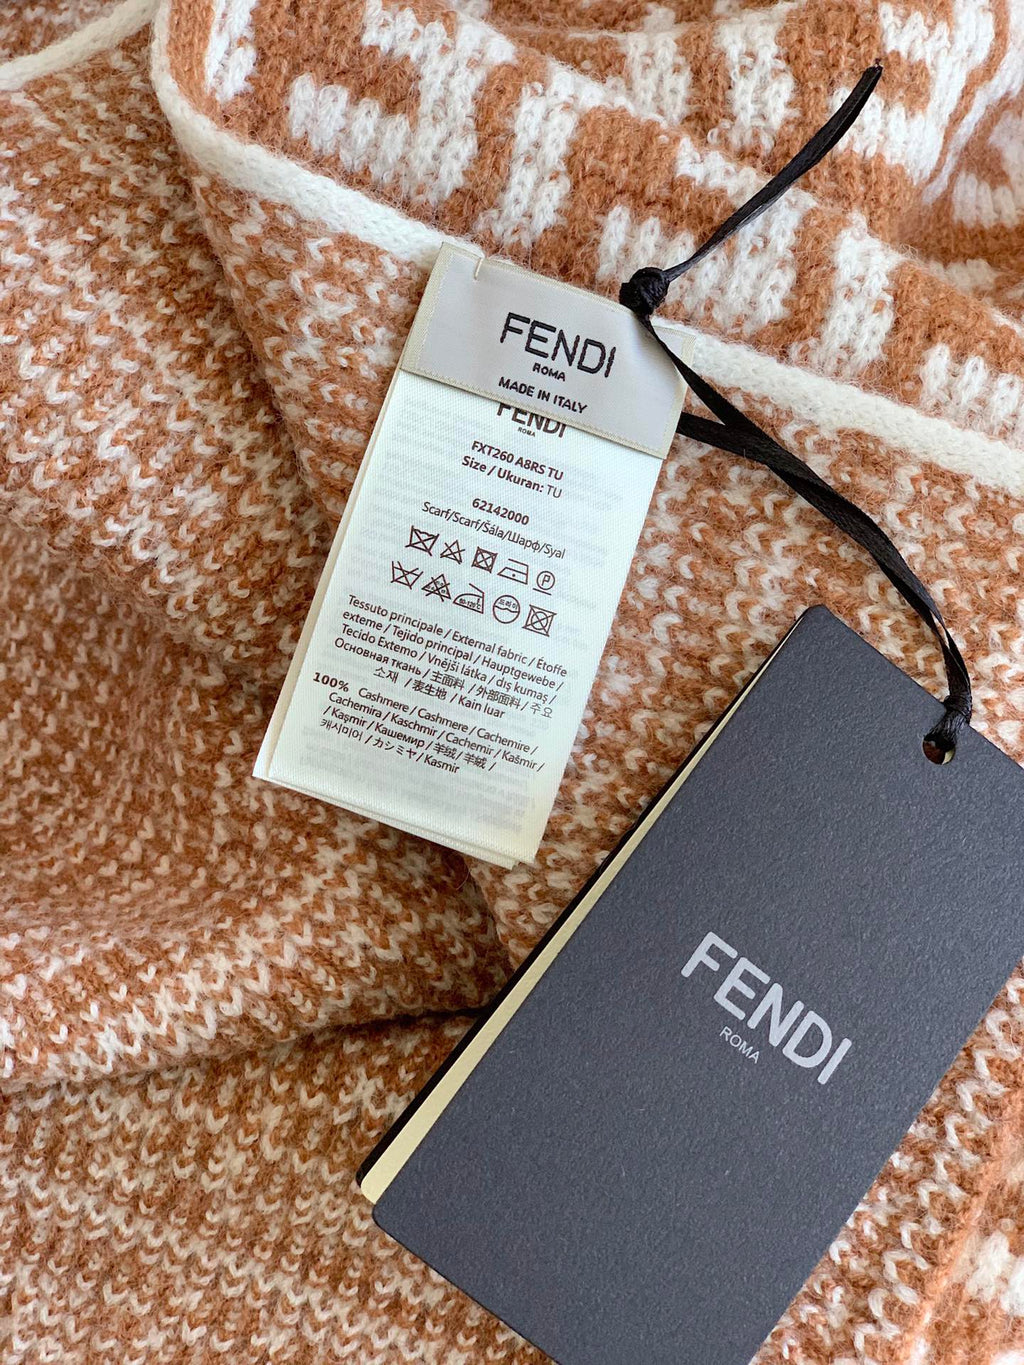 FENDI
ROMA
MADE IN ITALY
FENDI
ROMA
FXT260 A8RS TU
Size / Ukuran: TU
62142000
Scarf/Scarf/Šála/Шарф/Syal
P
Tessuto principale / External fabric / Étoffe
externe / Tejido principal / Hauptgewebe /
Tecido Externo / Vnější látka / dış kumaş /
Основная ткань / 主面料 / 外部面料 / 주요
소재 / 表生地 / Kain luar
100% Cashmere / Cashmere / Cachemire /
Cachemira / Kaschmir / Cachemir / Kašmir /
/ Kaşmir / Кашемир / 羊绒/ 羊絨 /
캐시미어 / カシミヤ/ Kasmir
FENDI
ROMA